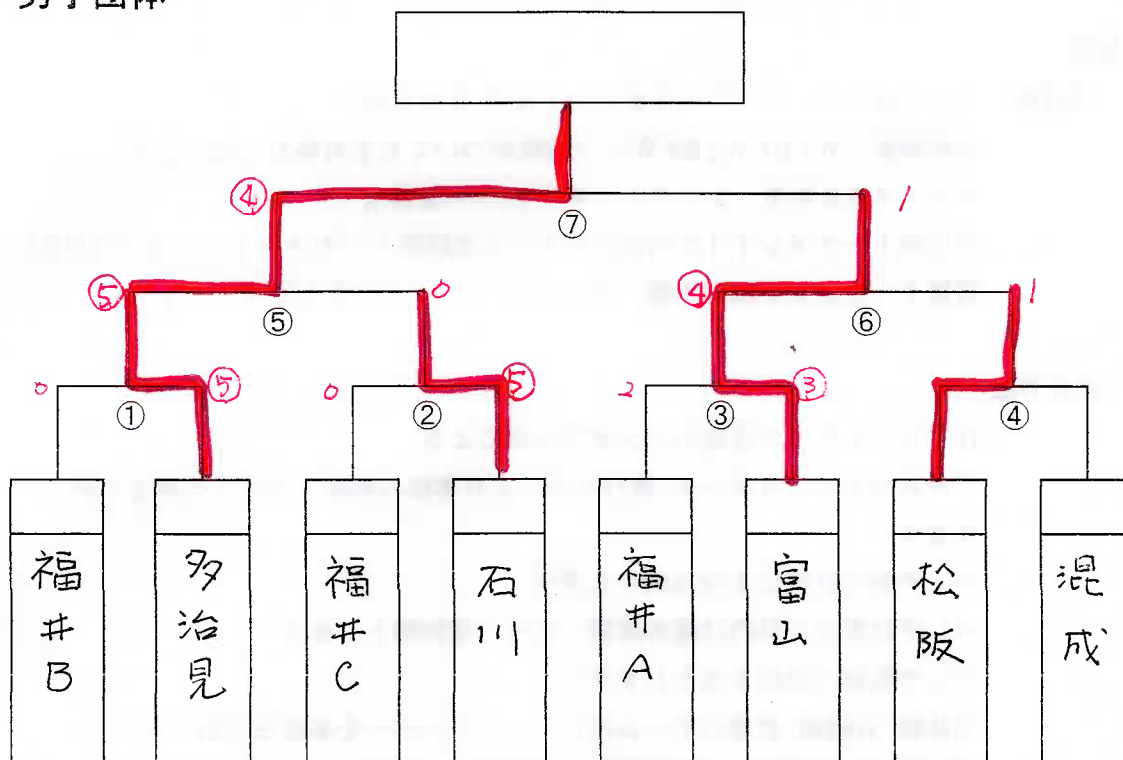 男子団体
④ 1
⑦
⑤ 0 ④ 1
⑤ ⑥
0 ⑤ 0 ⑤ 2 ③
① ② ③ ④
福井B
多治見
福井C
石川
福井A
富山
松阪
混成